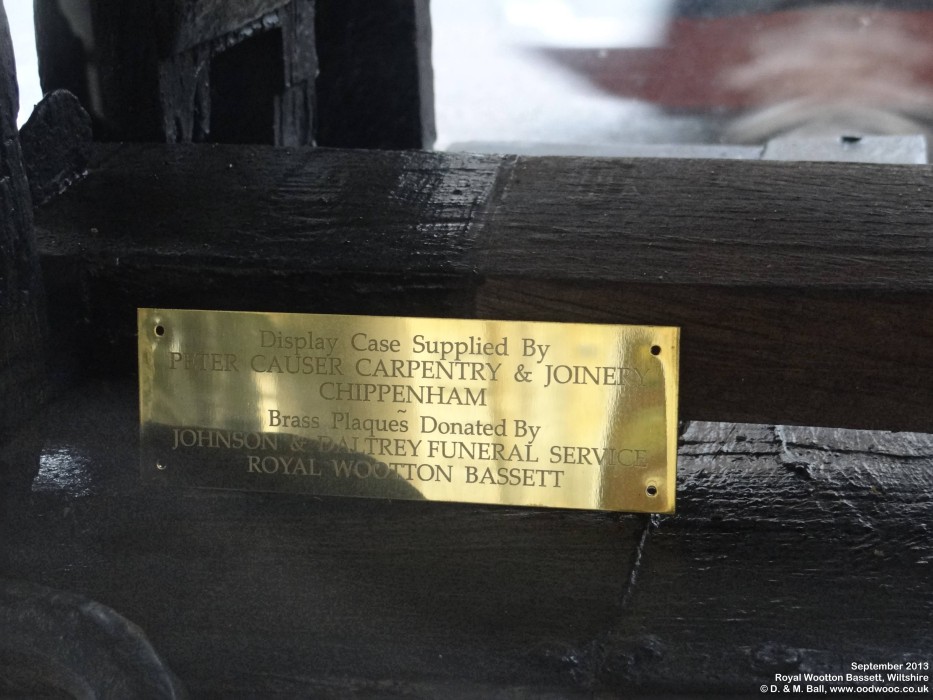 Display Case Supplied By
PETER CAUSER CARPENTRY & JOINERY
CHIPPENHAM
~
Brass Plaques Donated By
JOHNSON & DALTREY FUNERAL SERVICE
ROYAL WOOTTON BASSETT
September 2013
Royal Wootton Bassett, Wiltshire
© D. & M. Ball, www.oodwooc.co.uk